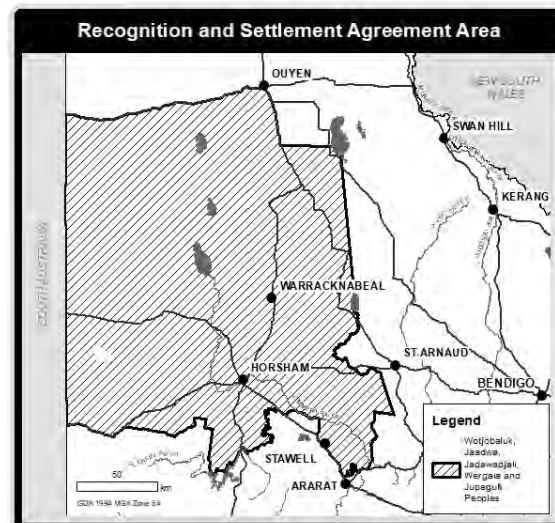 Recognition and Settlement Agreement Area
OUYEN
NEW SOUTH
WALES
SWAN HILL
KERANG
SOUTH AUSTRALIA
WARRACKNABEAL
HORSHAM
ST.ARNAUD
BENDIGO
STAWELL
ARARAT
50
km
GDA 1994 MGA Zone 54
Legend
Wotjobaluk,
Jaadwa,
Jadawadjali,
Wergaia and
Jupagulk
Peoples